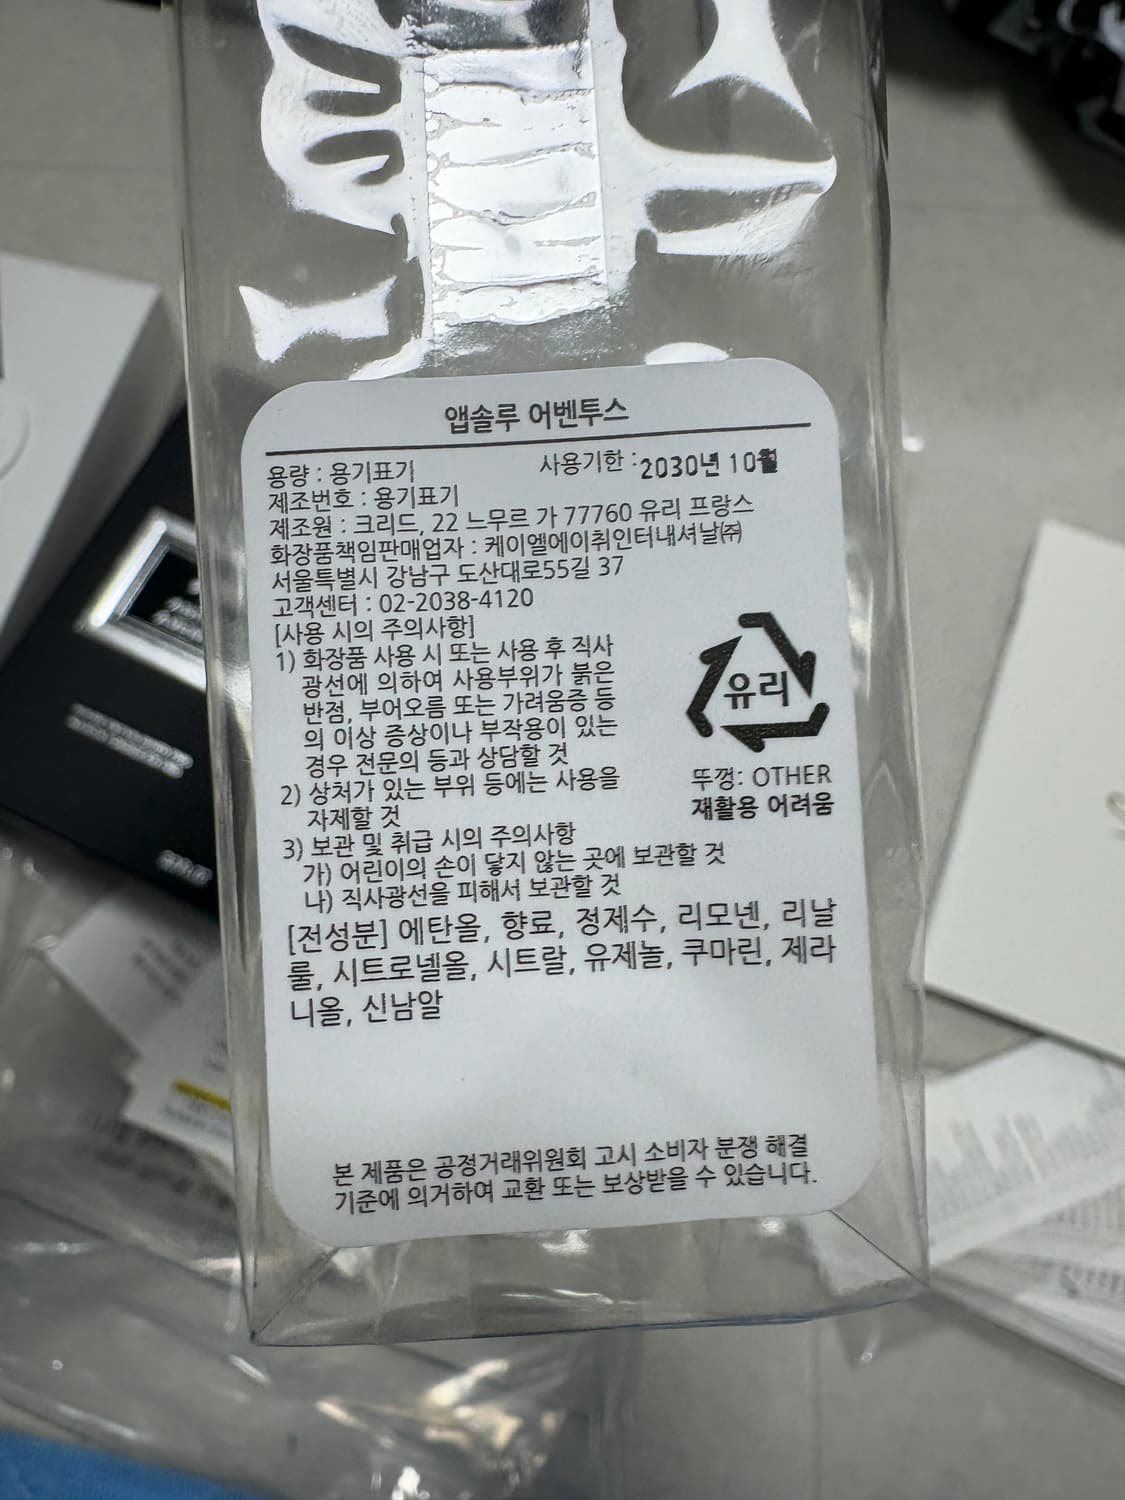 앱솔루 어벤투스
용량 : 용기표기
사용기한 : 2030년 10월
제조번호 : 용기표기
제조원 : 크리드, 22 느무르 가 77760 유리 프랑스
화장품책임판매업자 : 케이엘에이취인터내셔날㈜
서울특별시 강남구 도산대로55길 37
고객센터 : 02-2038-4120
[사용 시의 주의사항]
1) 화장품 사용 시 또는 사용 후 직사
광선에 의하여 사용부위가 붉은
반점, 부어오름 또는 가려움증 등
의 이상 증상이나 부작용이 있는
경우 전문의 등과 상담할 것
2) 상처가 있는 부위 등에는 사용을
자제할 것
3) 보관 및 취급 시의 주의사항
가) 어린이의 손이 닿지 않는 곳에 보관할 것
나) 직사광선을 피해서 보관할 것
유리
뚜껑: OTHER
재활용 어려움
[전성분] 에탄올, 향료, 정제수, 리모넨, 리날
룰, 시트로넬올, 시트랄, 유제놀, 쿠마린, 제라
니올, 신남알
본 제품은 공정거래위원회 고시 소비자 분쟁 해결
기준에 의거하여 교환 또는 보상받을 수 있습니다.